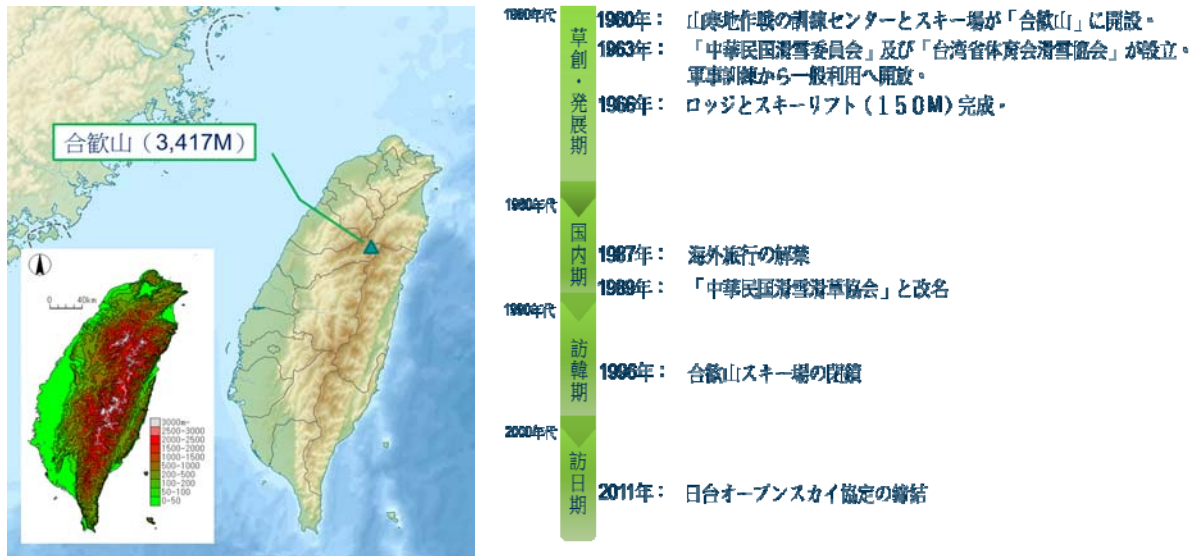 合歓山（3,417M）
0 40km
3000m-
2500-3000
2000-2500
1500-2000
1000-1500
500-1000
200-500
100-200
50-100
0-50
1960年代
草創・発展期
1960年： 山寒地作戦の訓練センターとスキー場が「合歓山」に開設。
1963年： 「中華民国滑雪委員会」及び「台湾省体育会滑雪協会」が設立。
軍事訓練から一般利用へ開放。
1966年： ロッジとスキーリフト（１５０M）完成。
1980年代
国内期
1987年： 海外旅行の解禁
1989年： 「中華民国滑雪滑草協会」と改名
1990年代
訪韓期
1996年： 合歓山スキー場の閉鎖
2000年代
訪日期
2011年： 日台オープンスカイ協定の締結